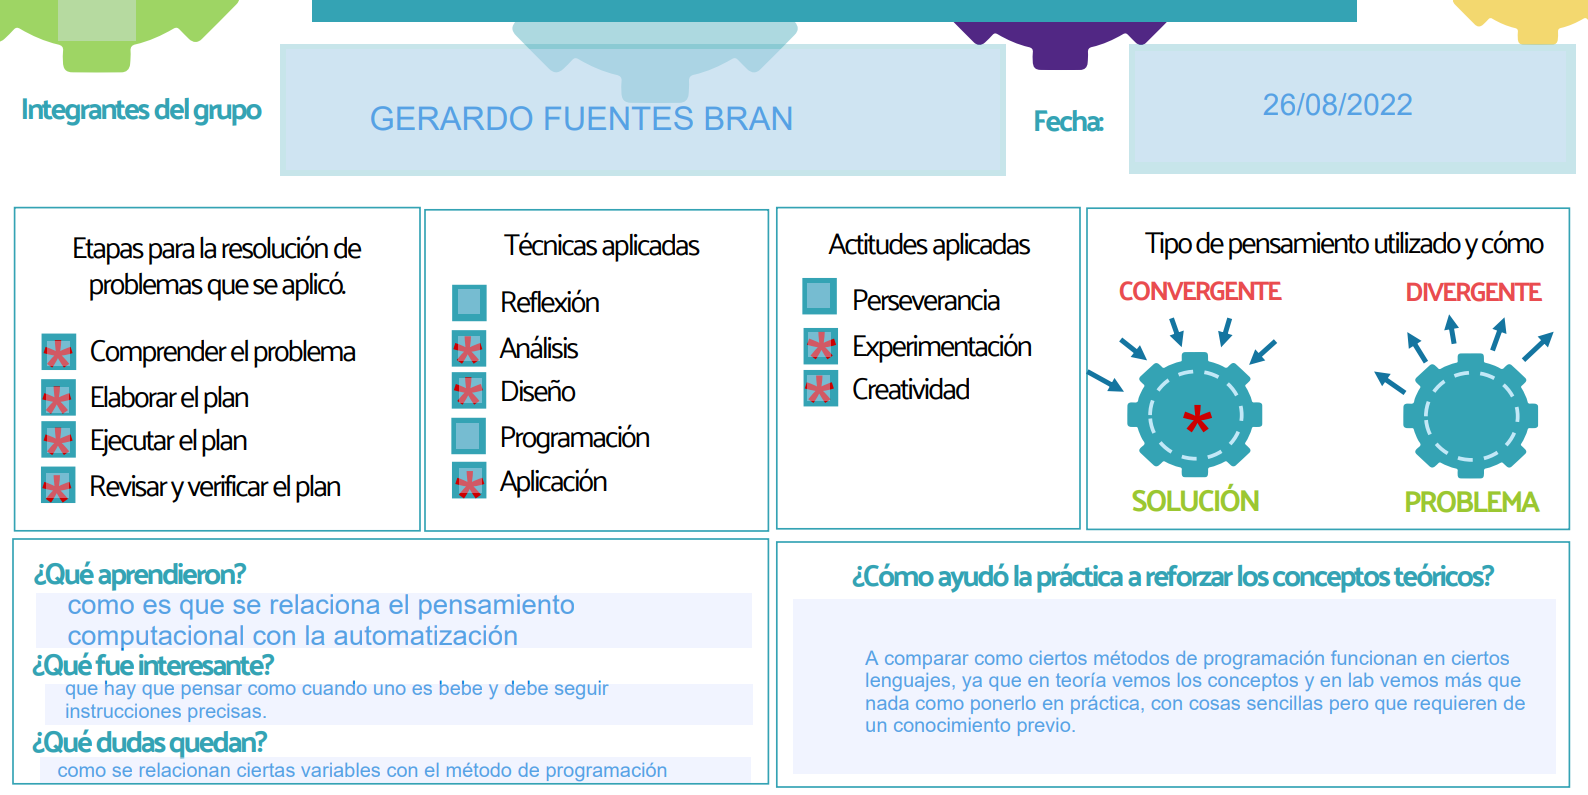 Integrantes del grupo
GERARDO FUENTES BRAN
Fecha:
26/08/2022
Etapas para la resolución de
problemas que se aplicó.
* Comprender el problema
* Elaborar el plan
* Ejecutar el plan
* Revisar y verificar el plan
Técnicas aplicadas
Reflexión
* Análisis
* Diseño
Programación
* Aplicación
Actitudes aplicadas
Perseverancia
* Experimentación
* Creatividad
Tipo de pensamiento utilizado y cómo
CONVERGENTE
*
SOLUCIÓN
DIVERGENTE
PROBLEMA
¿Qué aprendieron?
como es que se relaciona el pensamiento
computacional con la automatización
¿Qué fue interesante?
que hay que pensar como cuando uno es bebe y debe seguir
instrucciones precisas.
¿Qué dudas quedan?
como se relacionan ciertas variables con el método de programación
¿Cómo ayudó la práctica a reforzar los conceptos teóricos?
A comparar como ciertos métodos de programación funcionan en ciertos
lenguajes, ya que en teoría vemos los conceptos y en lab vemos más que
nada como ponerlo en práctica, con cosas sencillas pero que requieren de
un conocimiento previo.